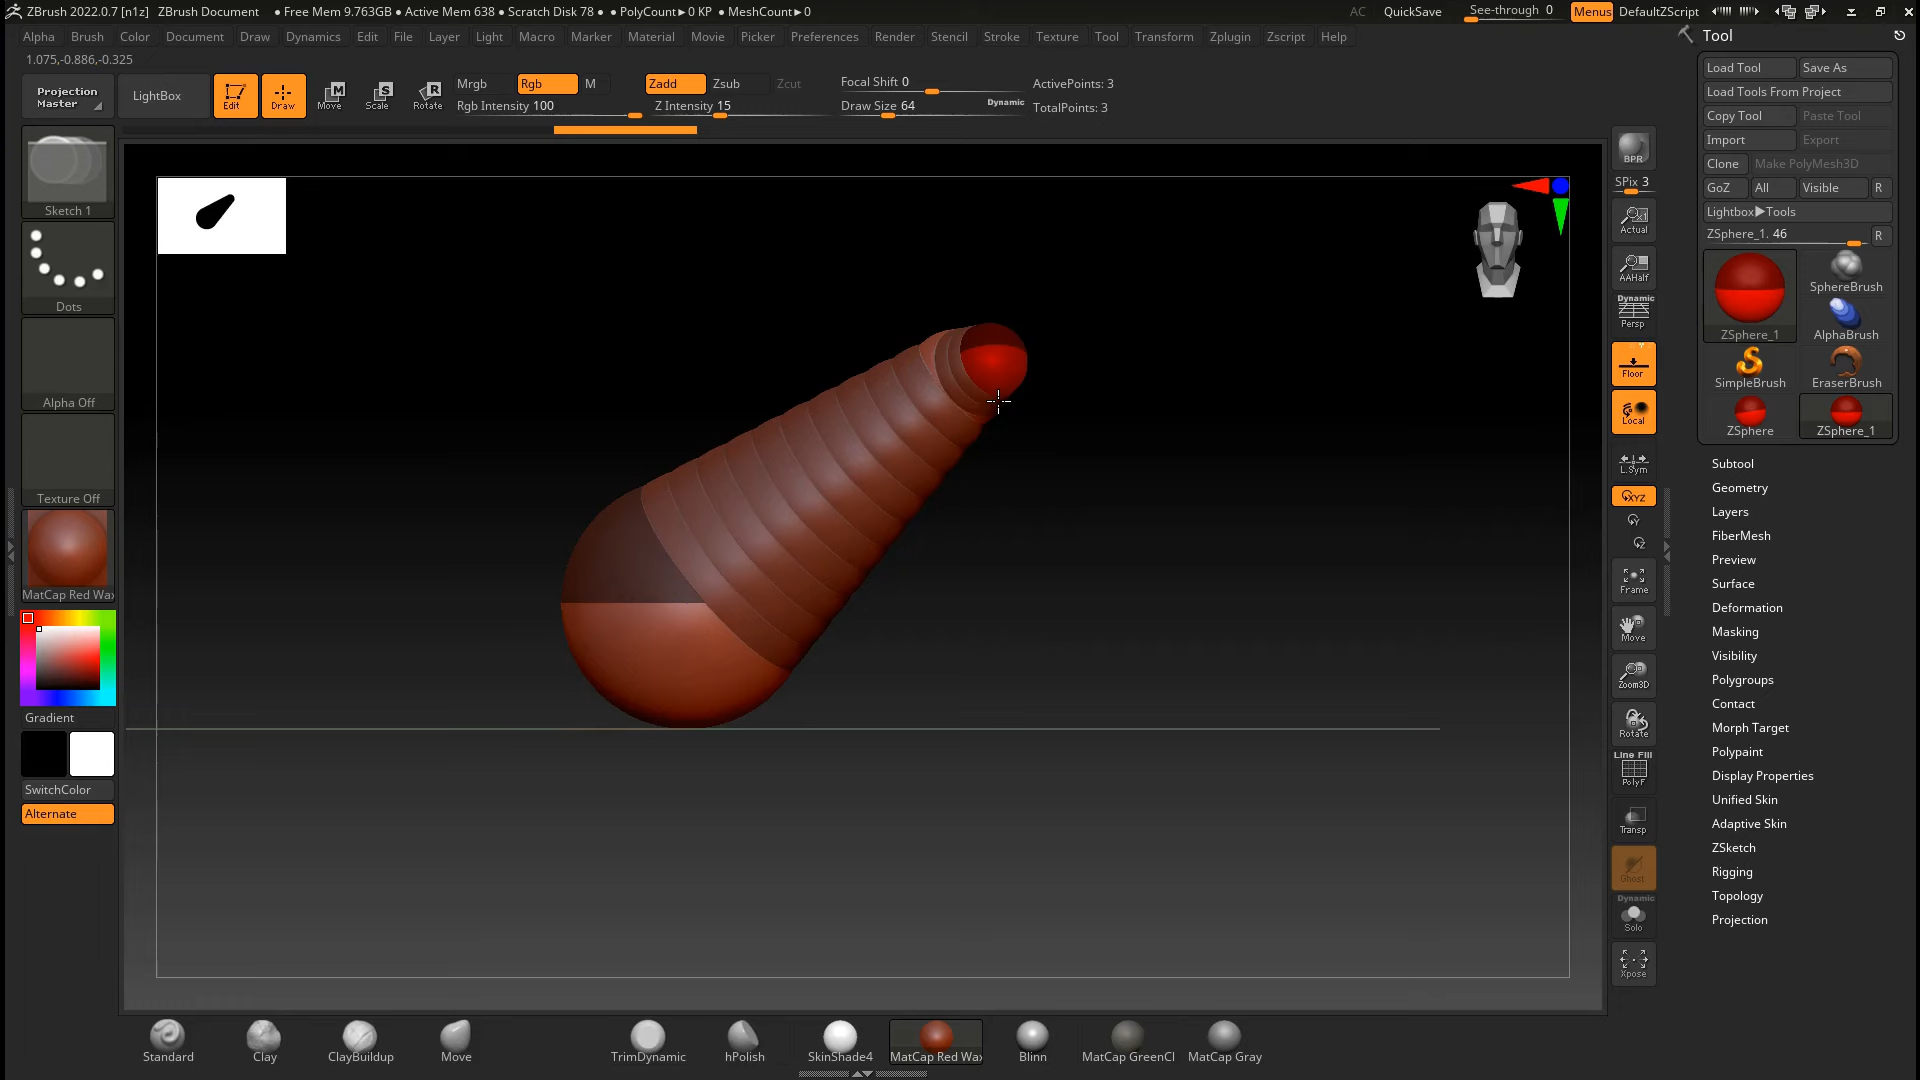 ZBrush 2022.0.7 [n1z] ZBrush Document ● Free Mem 9.763GB ● Active Mem 638 ● Scratch Disk 78 ● ● PolyCount► 0 KP ● MeshCount► 0 AC QuickSave See-through 0 Menus DefaultZScript
Alpha Brush Color Document Draw Dynamics Edit File Layer Light Macro Marker Material Movie Picker Preferences Render Stencil Stroke Texture Tool Transform Zplugin Zscript Help
1.075,-0.886,-0.325
Projection Master
LightBox
Edit
Draw
Move
Scale
Rotate
Mrgb Rgb M
Rgb Intensity 100
Zadd Zsub Zcut
Z Intensity 15
Focal Shift 0
Draw Size 64
Dynamic
ActivePoints: 3
TotalPoints: 3
Sketch 1
Dots
Alpha Off
Texture Off
MatCap Red Wax
Gradient
SwitchColor
Alternate
BPR
SPix 3
Actual
AAHalf
Dynamic
Persp
Floor
Local
L.Sym
XYZ
Frame
Move
Zoom3D
Rotate
Line Fill
PolyF
Transp
Ghost
Dynamic
Solo
Xpose
Tool
Load Tool Save As
Load Tools From Project
Copy Tool Paste Tool
Import Export
Clone Make PolyMesh3D
GoZ All Visible R
Lightbox▶Tools
ZSphere_1. 46 R
ZSphere_1
SphereBrush
AlphaBrush
SimpleBrush EraserBrush
ZSphere ZSphere_1
Subtool
Geometry
Layers
FiberMesh
Preview
Surface
Deformation
Masking
Visibility
Polygroups
Contact
Morph Target
Polypaint
Display Properties
Unified Skin
Adaptive Skin
ZSketch
Rigging
Topology
Projection
Standard Clay ClayBuildup Move TrimDynamic hPolish SkinShade4 MatCap Red Wax Blinn MatCap GreenCl MatCap Gray